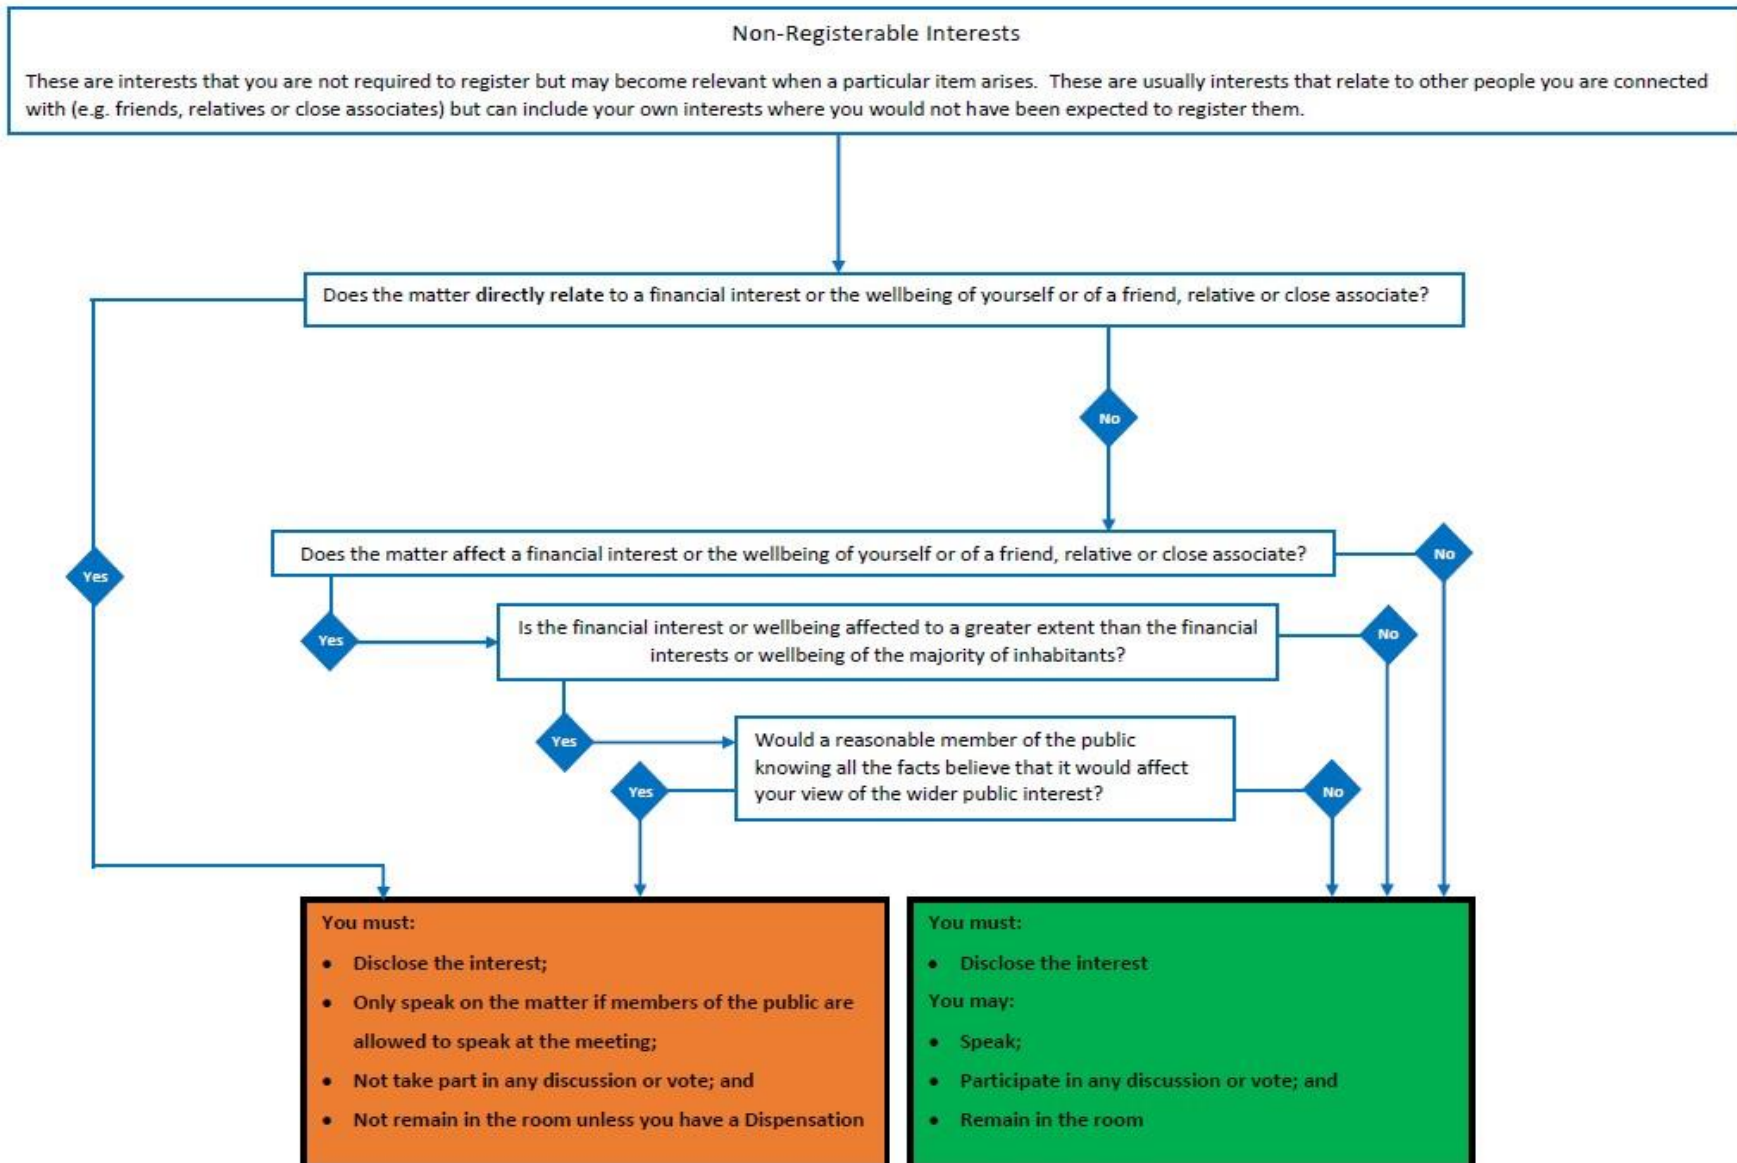 Non-Registerable Interests
These are interests that you are not required to register but may become relevant when a particular item arises.  These are usually interests that relate to other people you are connected
with (e.g. friends, relatives or close associates) but can include your own interests where you would not have been expected to register them.
Does the matter directly relate to a financial interest or the wellbeing of yourself or of a friend, relative or close associate?
No
Does the matter affect a financial interest or the wellbeing of yourself or of a friend, relative or close associate?
No
Yes
Yes
Is the financial interest or wellbeing affected to a greater extent than the financial
interests or wellbeing of the majority of inhabitants?
No
Yes
Would a reasonable member of the public
knowing all the facts believe that it would affect
your view of the wider public interest?
Yes
No
You must:
• Disclose the interest;
• Only speak on the matter if members of the public are
allowed to speak at the meeting;
• Not take part in any discussion or vote; and
• Not remain in the room unless you have a Dispensation
You must:
• Disclose the interest
You may:
• Speak;
• Participate in any discussion or vote; and
• Remain in the room